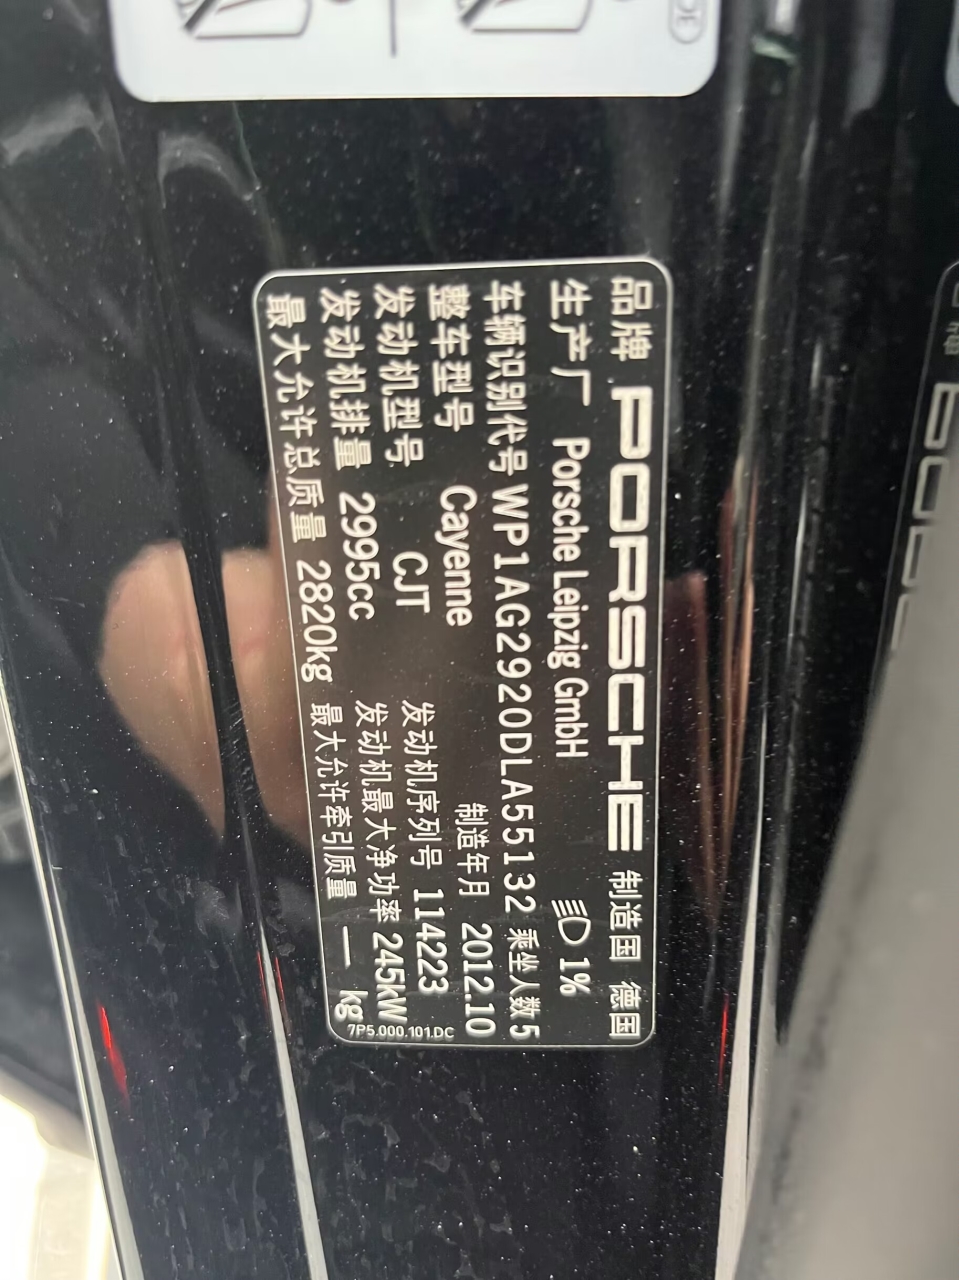 品牌 PORSCHE 制造国 德国
生产厂 Porsche Leipzig GmbH 1%
车辆识别代号 WP1AG2920DLA55132 乘坐人数 5
整车型号 Cayenne 制造年月 2012.10
发动机型号 CJT 发动机序列号 114223
发动机排量 2995cc 发动机最大净功率 245kW
最大允许总质量 2820kg 最大允许牵引质量 — kg
7P5.000.101.DC